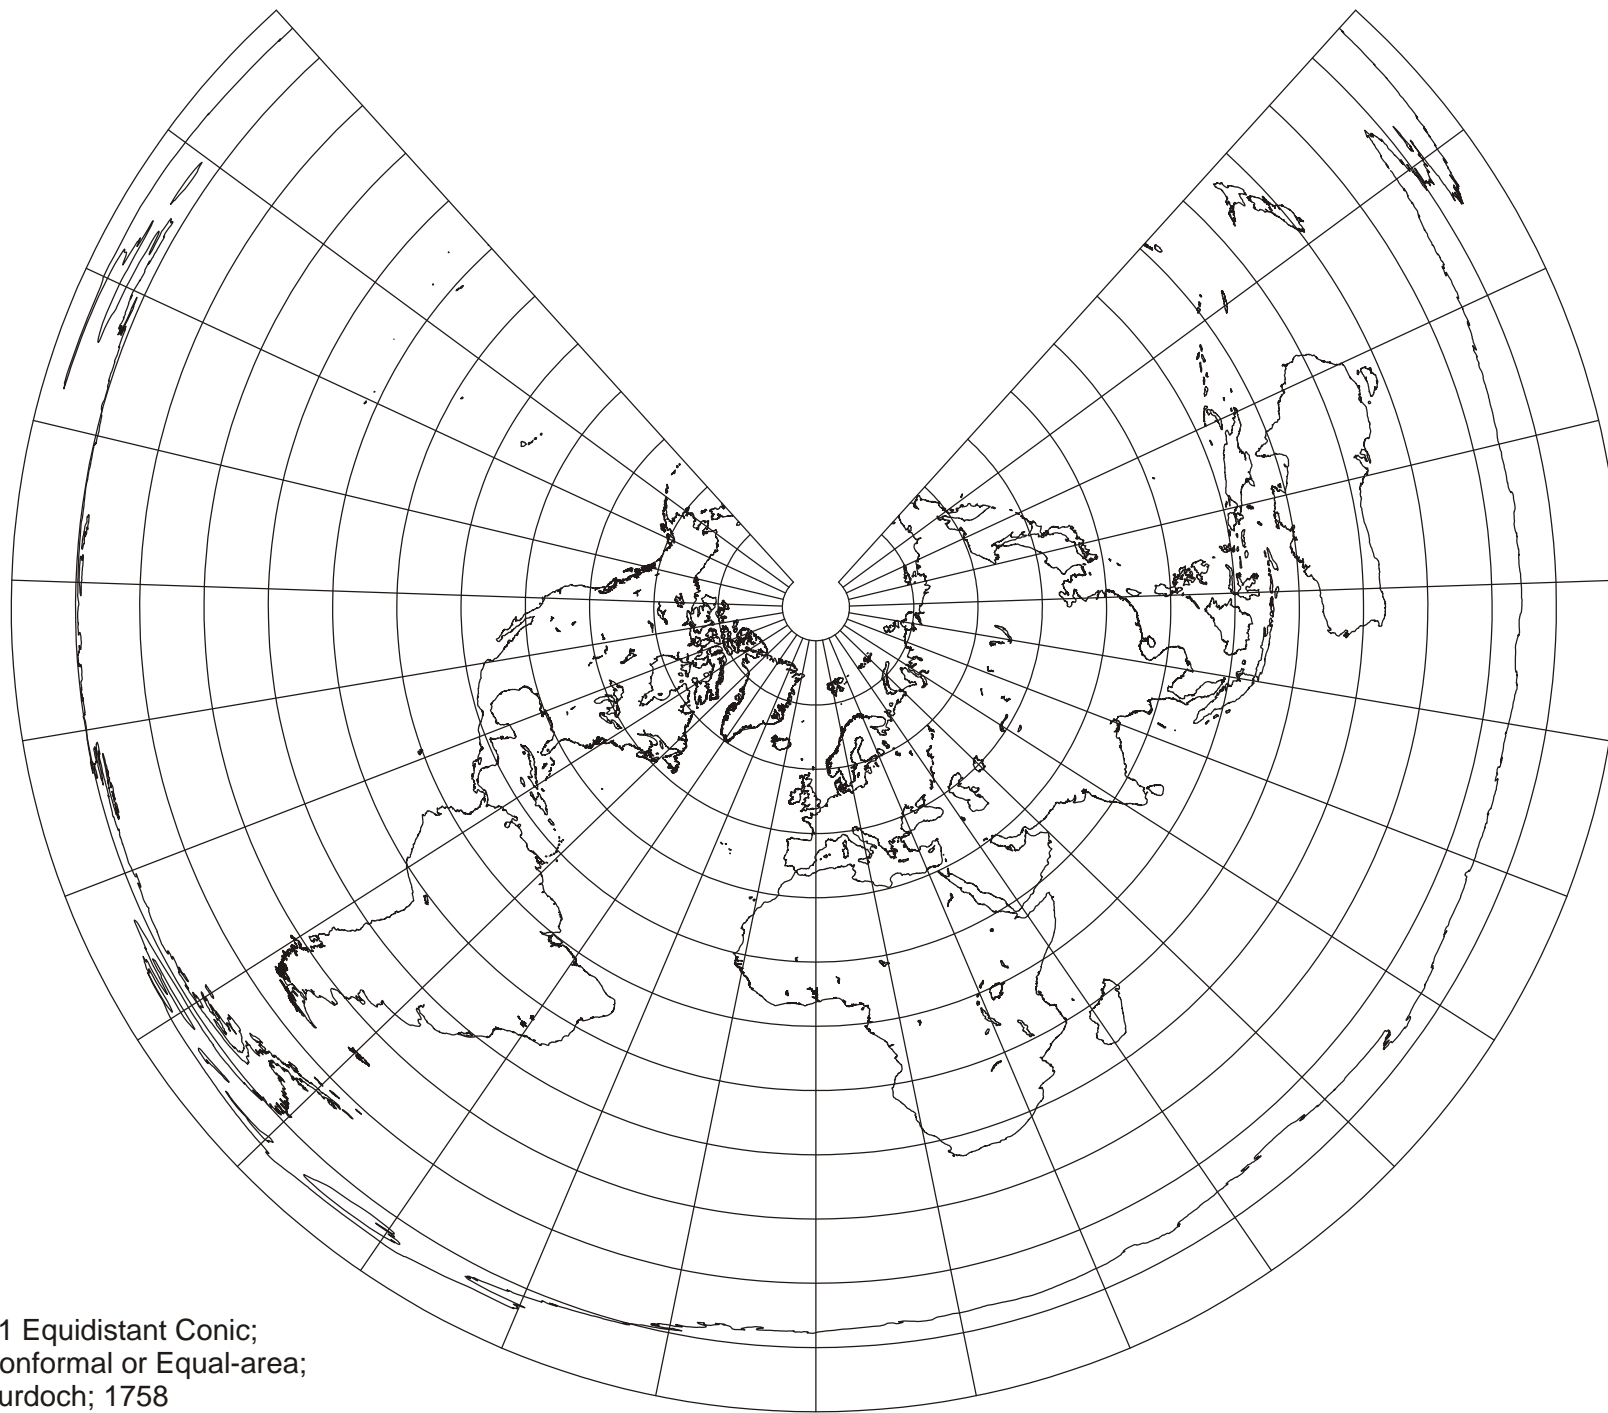 1 Equidistant Conic;
onformal or Equal-area;
urdoch; 1758